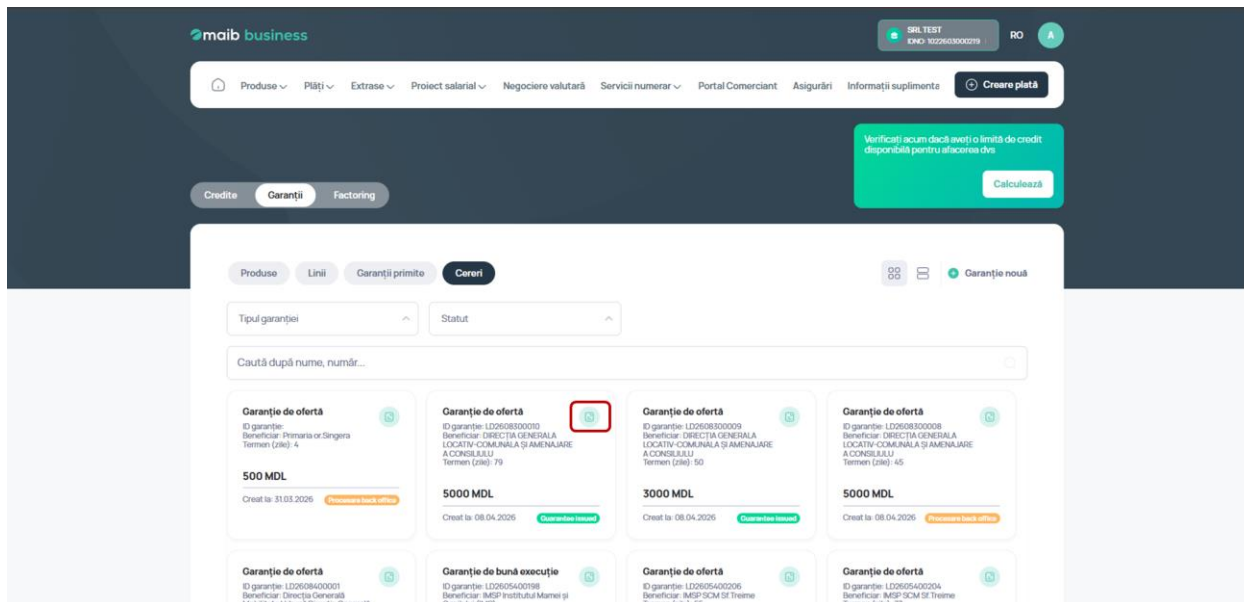 maib business
SRL TEST
IDNO: 1022603000219
RO
A
Produse
Plăți
Extrase
Proiect salarial
Negociere valutară
Servicii numerar
Portal Comerciant
Asigurări
Informații suplimenta
Creare plată
Verificați acum dacă aveți o limită de credit
disponibilă pentru afacerea dvs
Calculează
Credite
Garanții
Factoring
Produse
Linii
Garanții primite
Cereri
Garanție nouă
Tipul garanției
Statut
Caută după nume, număr...
Garanție de ofertă
ID garanție:
Beneficiar: Primaria or.Singera
Termen (zile): 4
500 MDL
Creat la: 31.03.2026
Procesare back office
Garanție de ofertă
ID garanție: LD2608300010
Beneficiar: DIRECȚIA GENERALA
LOCATIV-COMUNALA ȘI AMENAJARE
A CONSILIULU
Termen (zile): 79
5000 MDL
Creat la: 08.04.2026
Guarantee issued
Garanție de ofertă
ID garanție: LD2608300009
Beneficiar: DIRECȚIA GENERALA
LOCATIV-COMUNALA ȘI AMENAJARE
A CONSILIULU
Termen (zile): 50
3000 MDL
Creat la: 08.04.2026
Guarantee issued
Garanție de ofertă
ID garanție: LD2608300008
Beneficiar: DIRECȚIA GENERALA
LOCATIV-COMUNALA ȘI AMENAJARE
A CONSILIULU
Termen (zile): 45
5000 MDL
Creat la: 08.04.2026
Procesare back office
Garanție de ofertă
ID garanție: LD2608400001
Beneficiar: Direcția Generală
Garanție de bună execuție
ID garanție: LD2605400198
Beneficiar: IMSP Institutul Mamei și
Garanție de ofertă
ID garanție: LD2605400206
Beneficiar: IMSP SCM Sf.Treime
Garanție de ofertă
ID garanție: LD2605400204
Beneficiar: IMSP SCM Sf.Treime